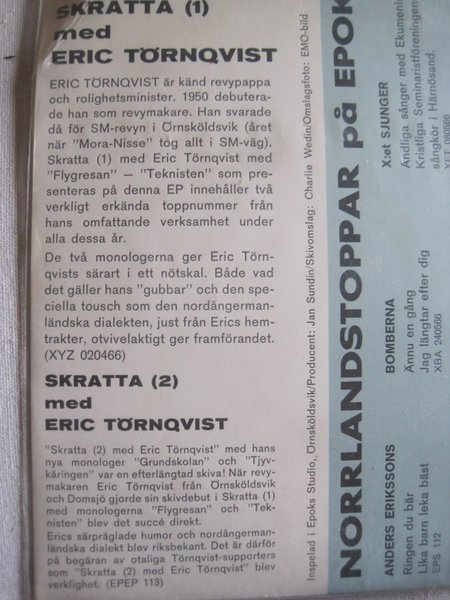 SKRATTA (1)
med
ERIC TÖRNQVIST
ERIC TÖRNQVIST är känd revypappa
och rolighetsminister. 1950 debutera-
de han som revymakare. Han svarade
då för SM-revyn i Örnsköldsvik (året
när "Mora-Nisse" tög allt i SM-väg).
Skratta (1) med Eric Törnqvist med
"Flygresan" — "Teknisten" som pre-
senteras på denna EP innehåller två
verkligt erkända toppnummer från
hans omfattande verksamhet under
alla dessa år.
De två monologerna ger Eric Törn-
qvists särart i ett nötskal. Både vad
det gäller hans "gubbar" och den spe-
ciella tousch som den nordångerman-
ländska dialekten, just från Erics hem-
trakter, otvivelaktigt ger framförandet.
(XYZ 020466)
SKRATTA (2)
med
ERIC TÖRNQVIST
"Skratta (2) med Eric Törnqvist" med hans
nya monologer "Grundskolan" och "Tjyv-
käringen" var en efterlängtad skiva! När revy-
makaren Eric Törnqvist från Örnsköldsvik
och Domsjö gjorde sin skivdebut i Skratta (1)
med monologerna "Flygresan" och "Tek-
nisten" blev det succé direkt.
Erics särpräglade humor och nordångerman-
ländska dialekt blev riksbekant. Det är därför
på begäran av otaliga Törnqvist-supporters
som "Skratta (2) med Eric Törnqvist" blev
verklighet. (EPEP 113)
Inspelad i Epoks Studio,, Örnsköldsvik/Producent: Jan Sundin/Skivomslag: Charlie Wedin/Omslagsfoto: EMO-bild
NORRLANDSTOPPAR på EPOK
ANDERS ERIKSSONS
Ringen du bär
Lika barn leka bäst
EPS 112
BOMBERNA
Ännu en gång
Jag längtar efter dig
XBA 240566
X:et SJUNGER
Andliga sånger med Ekumeni
Kristliga Seminaristföreningen
sångkör i Härnösand.